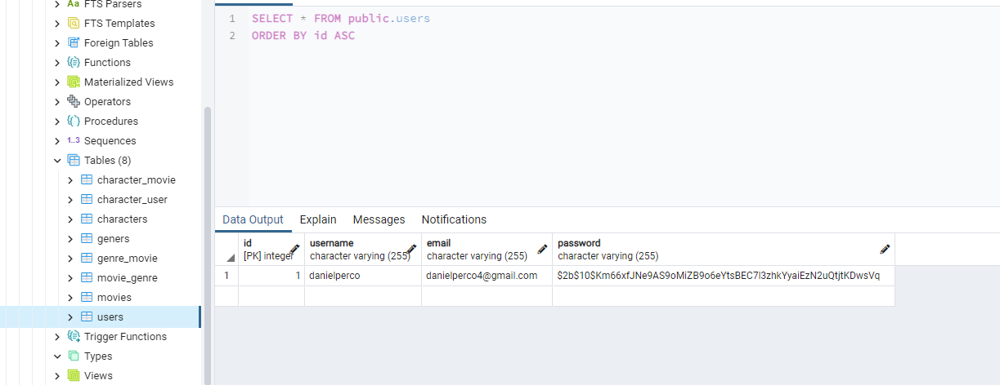 FTS Parsers
FTS Templates
Foreign Tables
Functions
Materialized Views
Operators
Procedures
1..3 Sequences
Tables (8)
character_movie
character_user
characters
geners
genre_movie
movie_genre
movies
users
Trigger Functions
Types
Views
1 SELECT * FROM public.users
2 ORDER BY id ASC
Data Output Explain Messages Notifications
id username email password
[PK] integer character varying (255) character varying (255) character varying (255)
1 1 danielperco danielperco4@gmail.com $2b$10$Km66xfJNe9AS9oMiZB9o6eYtsBEC7l3zhkYyaiEzN2uQtjtKDwsVq